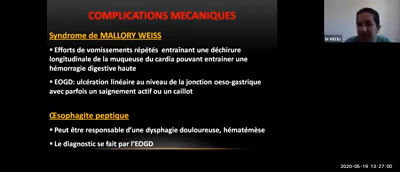 COMPLICATIONS MECANIQUES
Syndrome de MALLORY WEISS
• Efforts de vomissements répétés entraînant une déchirure
longitudinale de la muqueuse du cardia pouvant entrainer une
hémorragie digestive haute
• EOGD: ulcération linéaire au niveau de la jonction oeso-gastrique
avec parfois un saignement actif ou un caillot
Œsophagite peptique
• Peut être responsable d'une dysphagie douloureuse, hématémèse
• Le diagnostic se fait par l'EOGD
2020-05-19 13:27:00